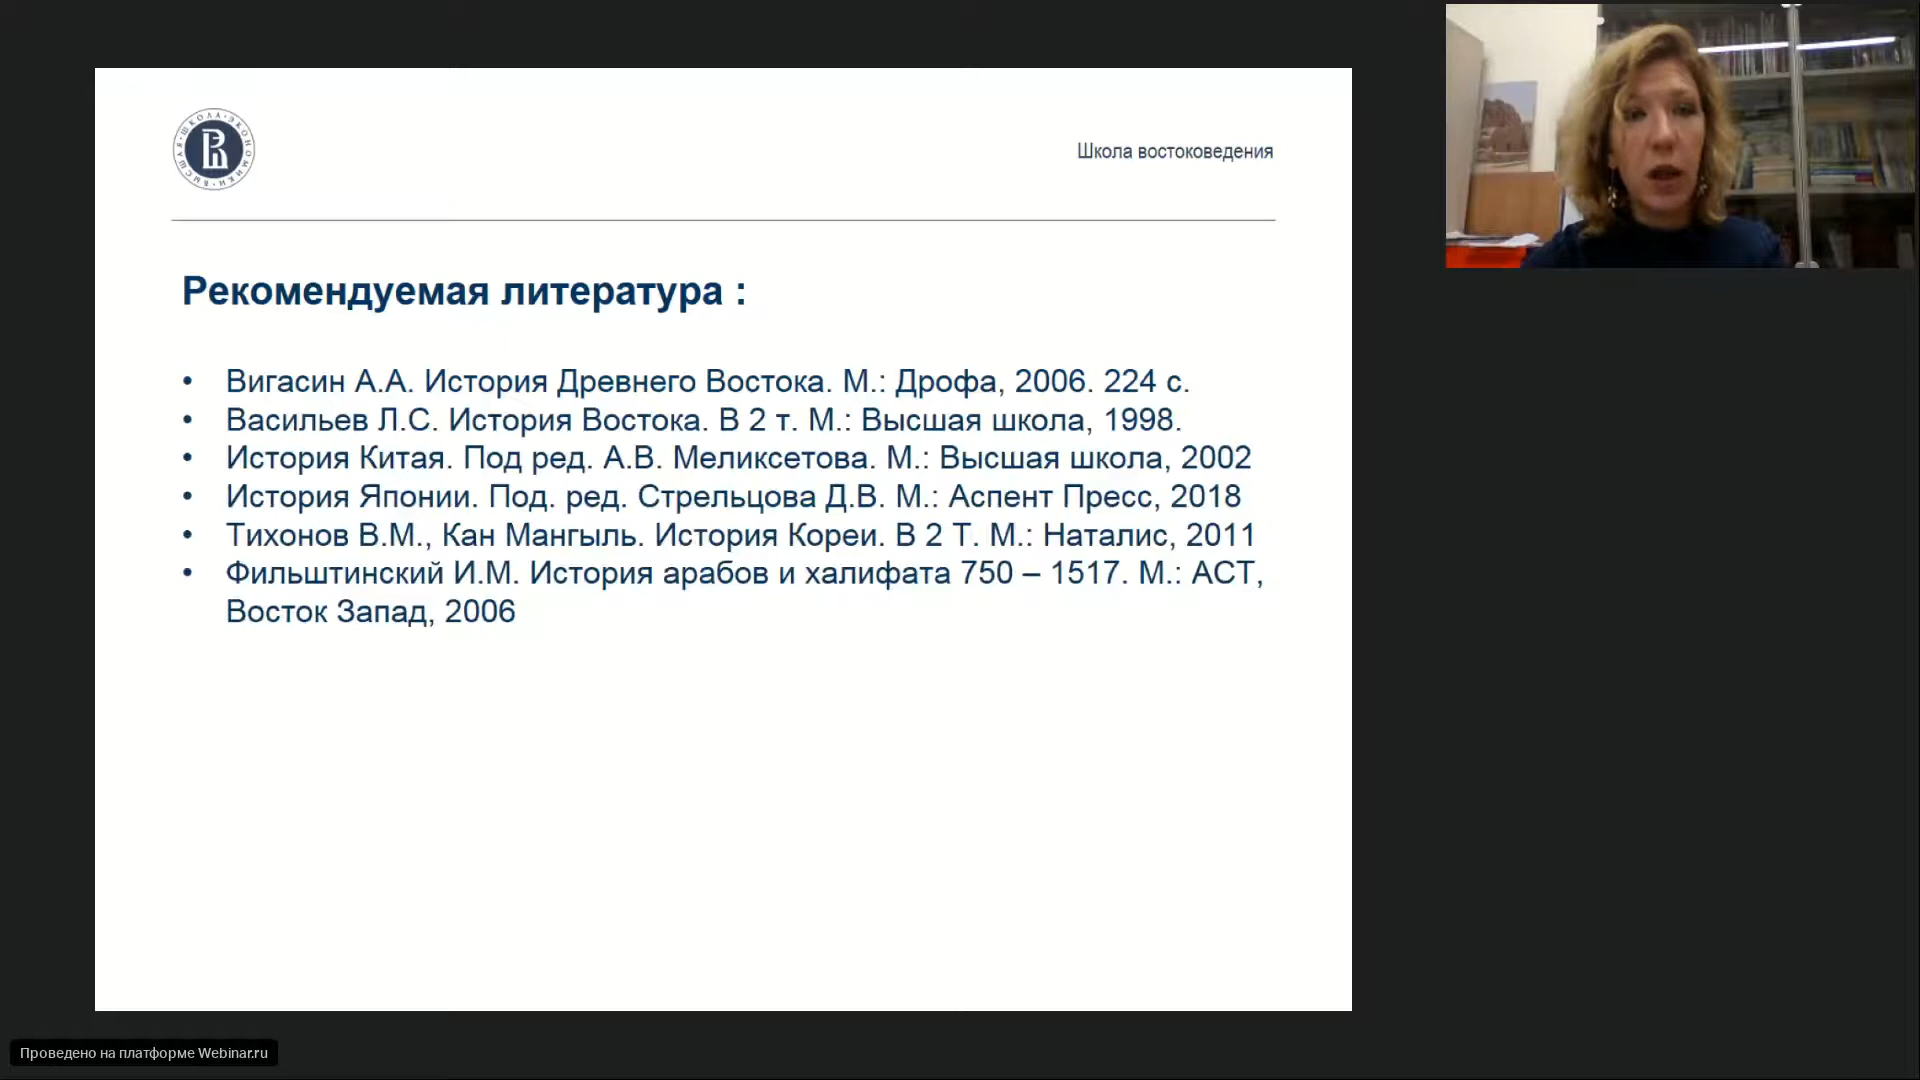 ВЫСШАЯ ШКОЛА ЭКОНОМИКИ
Школа востоковедения
Рекомендуемая литература :
• Вигасин А.А. История Древнего Востока. М.: Дрофа, 2006. 224 с.
• Васильев Л.С. История Востока. В 2 т. М.: Высшая школа, 1998.
• История Китая. Под ред. А.В. Меликсетова. М.: Высшая школа, 2002
• История Японии. Под. ред. Стрельцова Д.В. М.: Аспент Пресс, 2018
• Тихонов В.М., Кан Мангыль. История Кореи. В 2 Т. М.: Наталис, 2011
• Фильштинский И.М. История арабов и халифата 750 – 1517. М.: АСТ,
Восток Запад, 2006
Проведено на платформе Webinar.ru